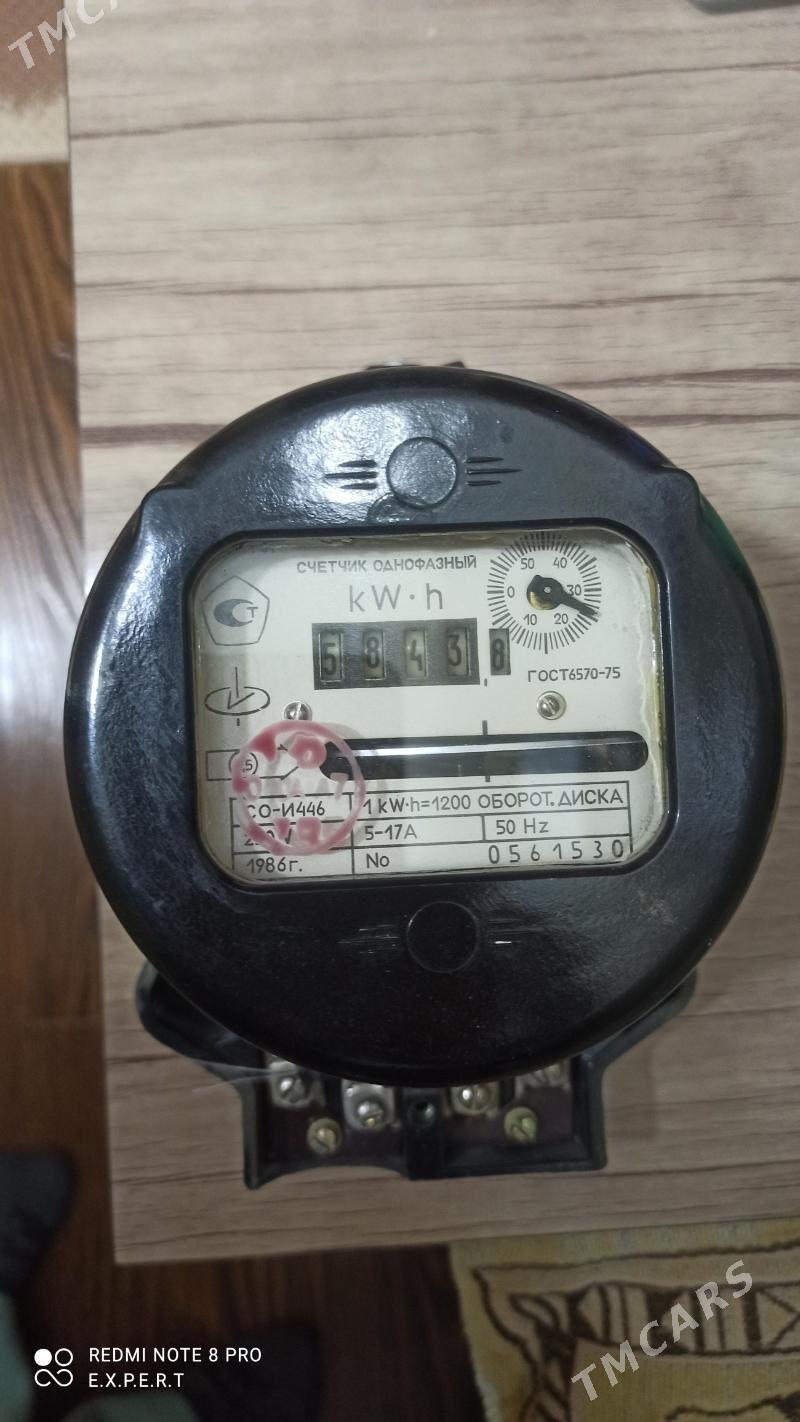 TMCARS
СЧЕТЧИК ОДНОФАЗНЫЙ
kW·h
50 40
0 30
10 20
5 8 4 3 8
Т
ГОСТ6570-75
СО-И446 1 kW·h=1200 ОБОРОТ. ДИСКА
5-17А 50 Hz
1986г. No 0561530
REDMI NOTE 8 PRO
E.X.P.E.R.T
TMCARS